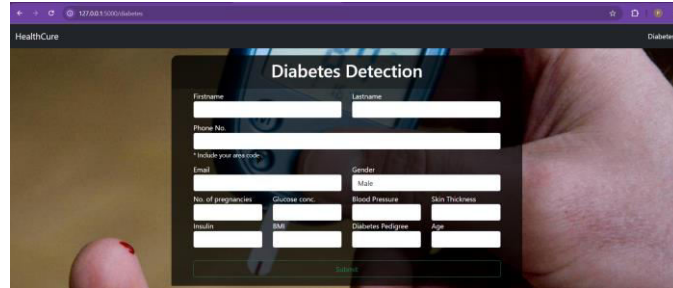 127.0.0.1:5000/diabetes
HealthCure
Diabetes
Diabetes Detection
Firstname Lastname
Phone No.
* Include your area code
Email Gender
Male
No. of pregnancies Glucose conc. Blood Pressure Skin Thickness
Insulin BMI Diabetes Pedigree Age
Submit